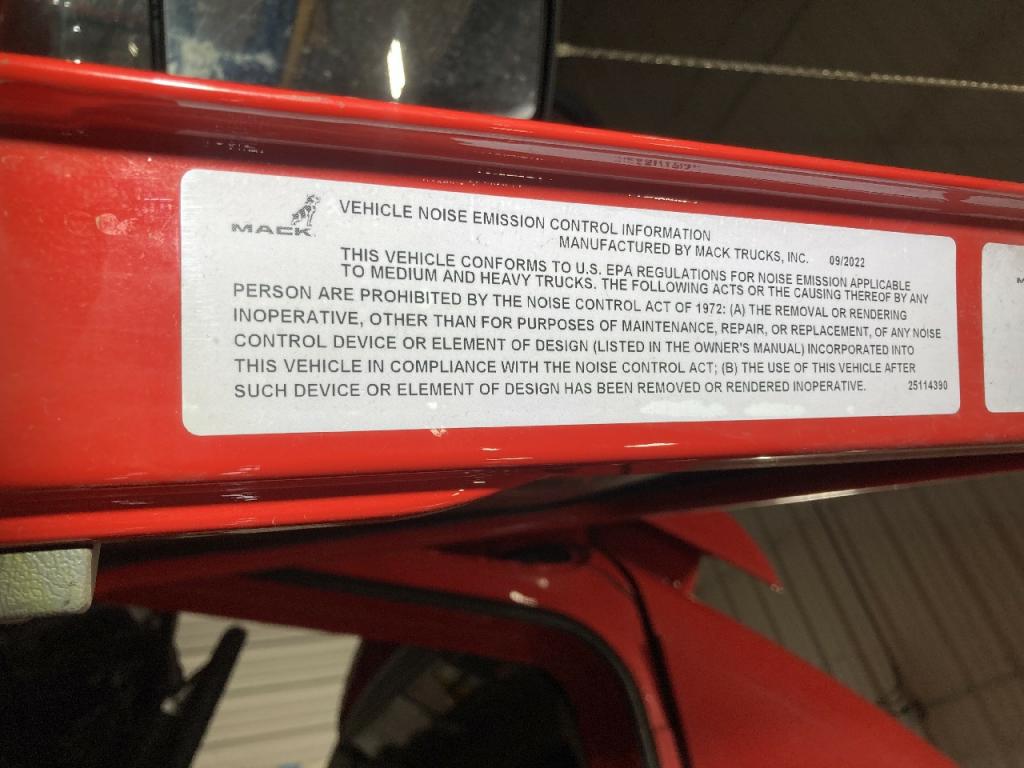 MACK
VEHICLE NOISE EMISSION CONTROL INFORMATION
MANUFACTURED BY MACK TRUCKS, INC. 09/2022
THIS VEHICLE CONFORMS TO U.S. EPA REGULATIONS FOR NOISE EMISSION APPLICABLE
TO MEDIUM AND HEAVY TRUCKS. THE FOLLOWING ACTS OR THE CAUSING THEREOF BY ANY
PERSON ARE PROHIBITED BY THE NOISE CONTROL ACT OF 1972: (A) THE REMOVAL OR RENDERING
INOPERATIVE, OTHER THAN FOR PURPOSES OF MAINTENANCE, REPAIR, OR REPLACEMENT, OF ANY NOISE
CONTROL DEVICE OR ELEMENT OF DESIGN (LISTED IN THE OWNER'S MANUAL) INCORPORATED INTO
THIS VEHICLE IN COMPLIANCE WITH THE NOISE CONTROL ACT; (B) THE USE OF THIS VEHICLE AFTER
SUCH DEVICE OR ELEMENT OF DESIGN HAS BEEN REMOVED OR RENDERED INOPERATIVE. 25114390